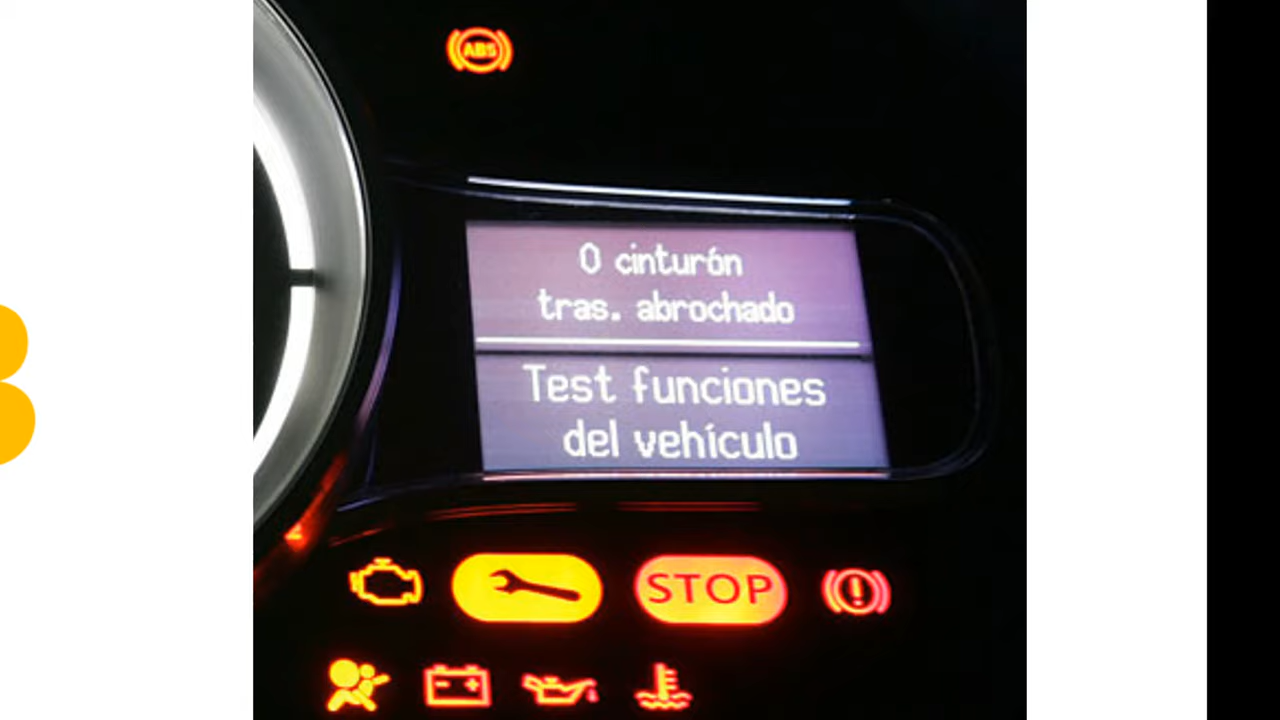 ABS
0 cinturón
tras. abrochado
Test funciones
del vehículo
STOP